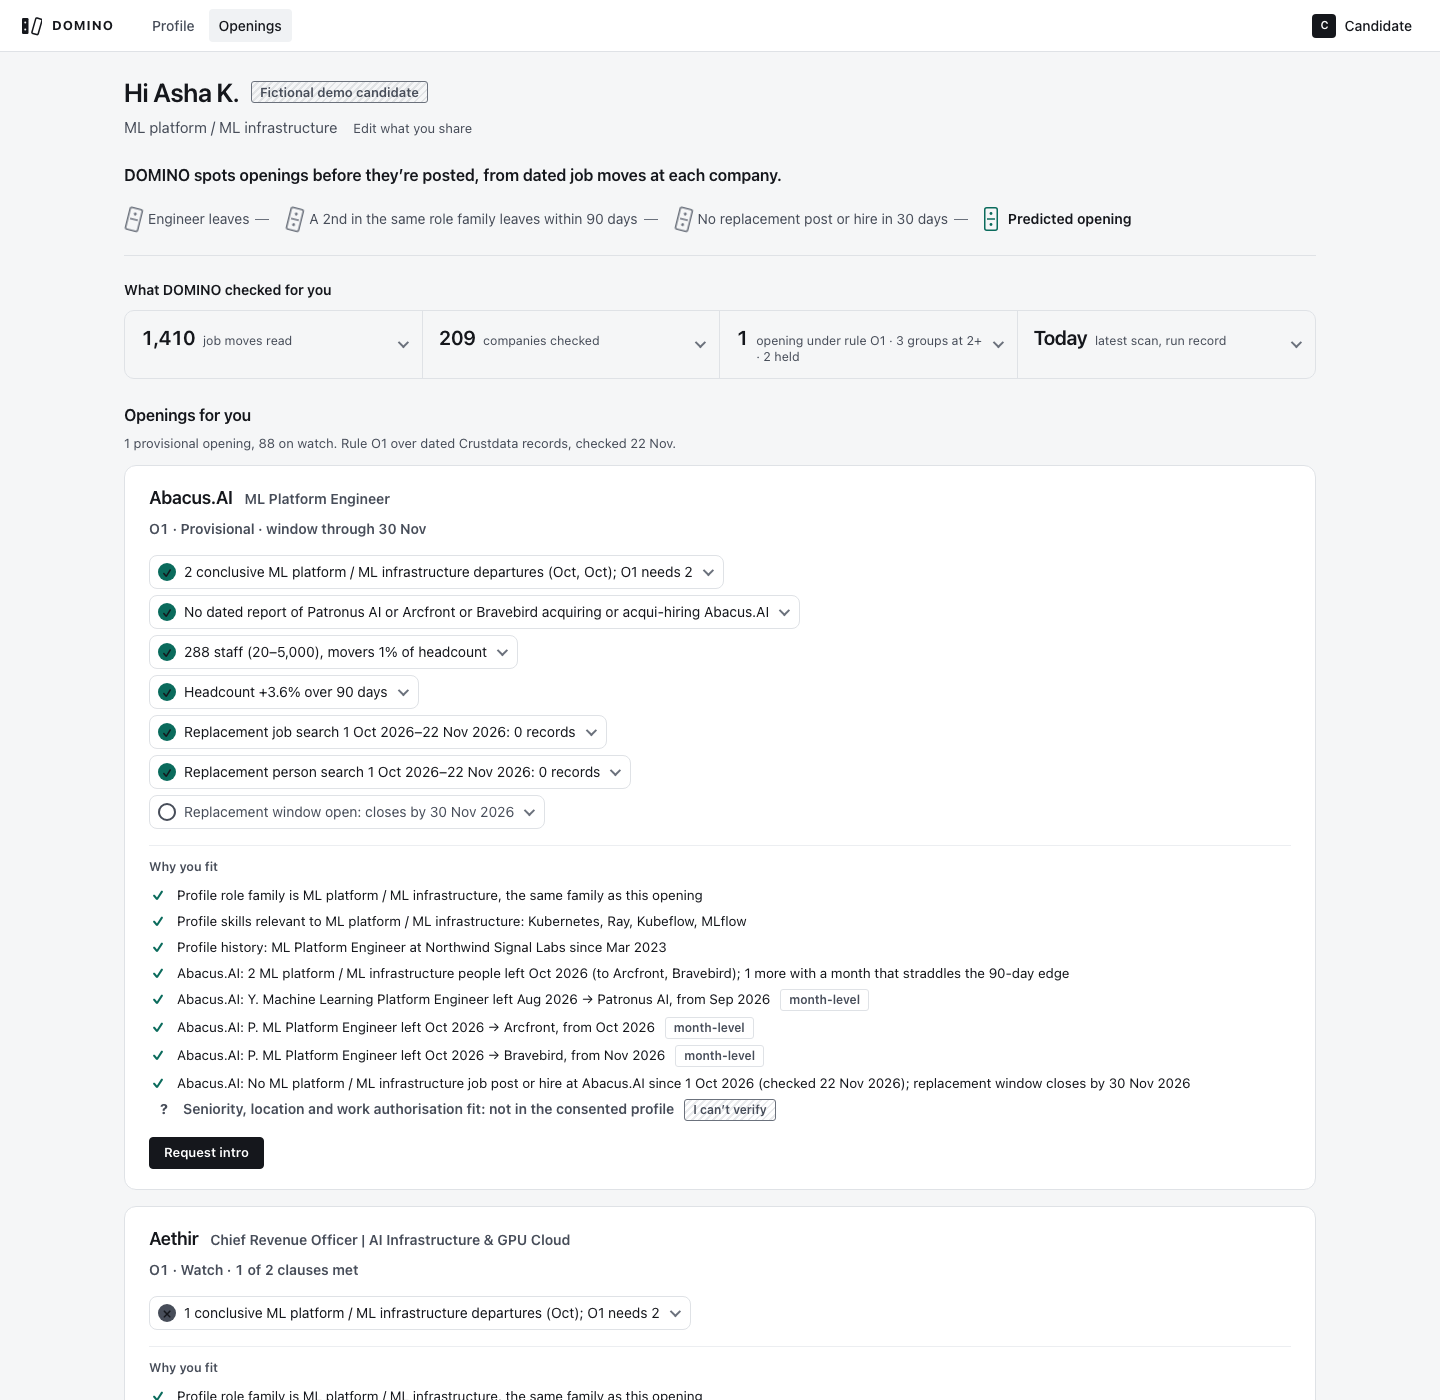 DOMINO
Profile
Openings
C
Candidate
Hi Asha K.
Fictional demo candidate
ML platform / ML infrastructure
Edit what you share
DOMINO spots openings before they’re posted, from dated job moves at each company.
Engineer leaves —
A 2nd in the same role family leaves within 90 days —
No replacement post or hire in 30 days —
Predicted opening
What DOMINO checked for you
1,410 job moves read
209 companies checked
1 opening under rule O1 · 3 groups at 2+
· 2 held
Today latest scan, run record
Openings for you
1 provisional opening, 88 on watch. Rule O1 over dated Crustdata records, checked 22 Nov.
Abacus.AI ML Platform Engineer
O1 · Provisional · window through 30 Nov
2 conclusive ML platform / ML infrastructure departures (Oct, Oct); O1 needs 2
No dated report of Patronus AI or Arcfront or Bravebird acquiring or acqui-hiring Abacus.AI
288 staff (20–5,000), movers 1% of headcount
Headcount +3.6% over 90 days
Replacement job search 1 Oct 2026–22 Nov 2026: 0 records
Replacement person search 1 Oct 2026–22 Nov 2026: 0 records
Replacement window open: closes by 30 Nov 2026
Why you fit
Profile role family is ML platform / ML infrastructure, the same family as this opening
Profile skills relevant to ML platform / ML infrastructure: Kubernetes, Ray, Kubeflow, MLflow
Profile history: ML Platform Engineer at Northwind Signal Labs since Mar 2023
Abacus.AI: 2 ML platform / ML infrastructure people left Oct 2026 (to Arcfront, Bravebird); 1 more with a month that straddles the 90-day edge
Abacus.AI: Y. Machine Learning Platform Engineer left Aug 2026 → Patronus AI, from Sep 2026 month-level
Abacus.AI: P. ML Platform Engineer left Oct 2026 → Arcfront, from Oct 2026 month-level
Abacus.AI: P. ML Platform Engineer left Oct 2026 → Bravebird, from Nov 2026 month-level
Abacus.AI: No ML platform / ML infrastructure job post or hire at Abacus.AI since 1 Oct 2026 (checked 22 Nov 2026); replacement window closes by 30 Nov 2026
? Seniority, location and work authorisation fit: not in the consented profile I can’t verify
Request intro
Aethir Chief Revenue Officer | AI Infrastructure & GPU Cloud
O1 · Watch · 1 of 2 clauses met
1 conclusive ML platform / ML infrastructure departures (Oct); O1 needs 2
Why you fit
Profile role family is ML platform / ML infrastructure, the same family as this opening